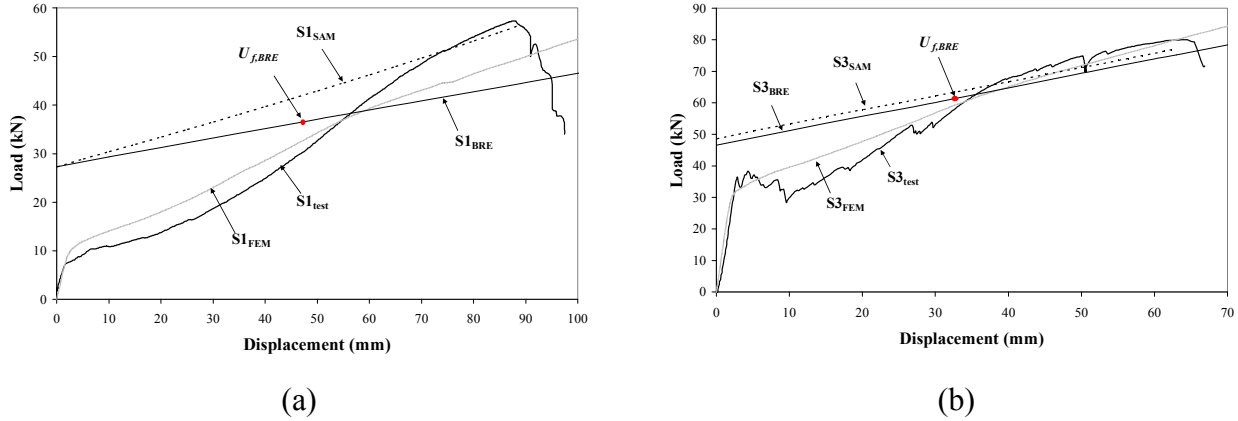 60
50
40
30
20
10
0
Load (kN)
S1SAM
Uf,BRE
S1BRE
S1test
S1FEM
0 10 20 30 40 50 60 70 80 90 100
Displacement (mm)
(a)
90
80
70
60
50
40
30
20
10
0
Load (kN)
Uf,BRE
S3SAM
S3BRE
S3test
S3FEM
0 10 20 30 40 50 60 70
Displacement (mm)
(b)